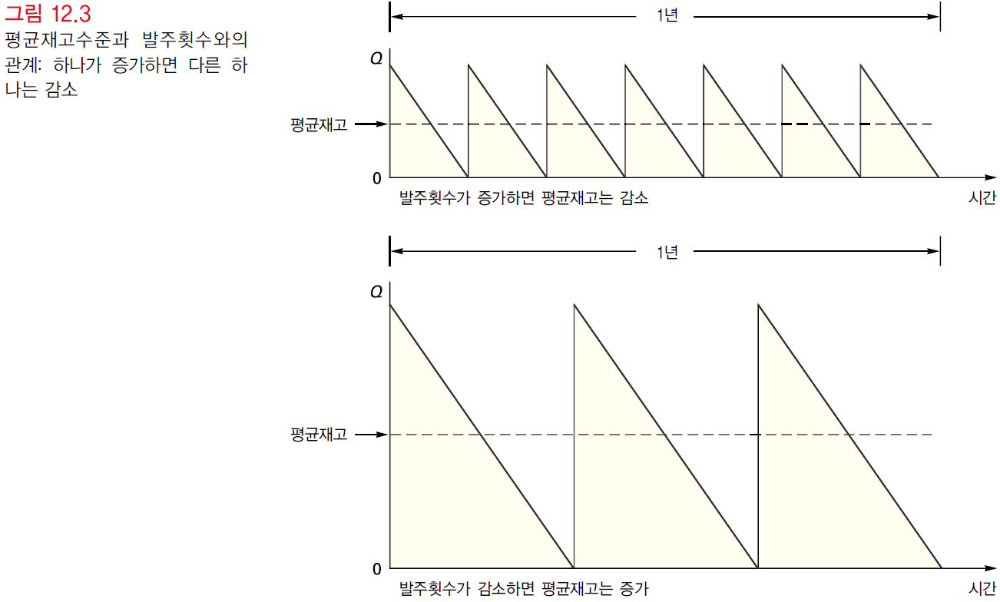 그림 12.3
평균재고수준과 발주횟수와의
관계: 하나가 증가하면 다른 하
나는 감소
1년
Q
평균재고
0
발주횟수가 증가하면 평균재고는 감소
시간
1년
Q
평균재고
0
발주횟수가 감소하면 평균재고는 증가
시간